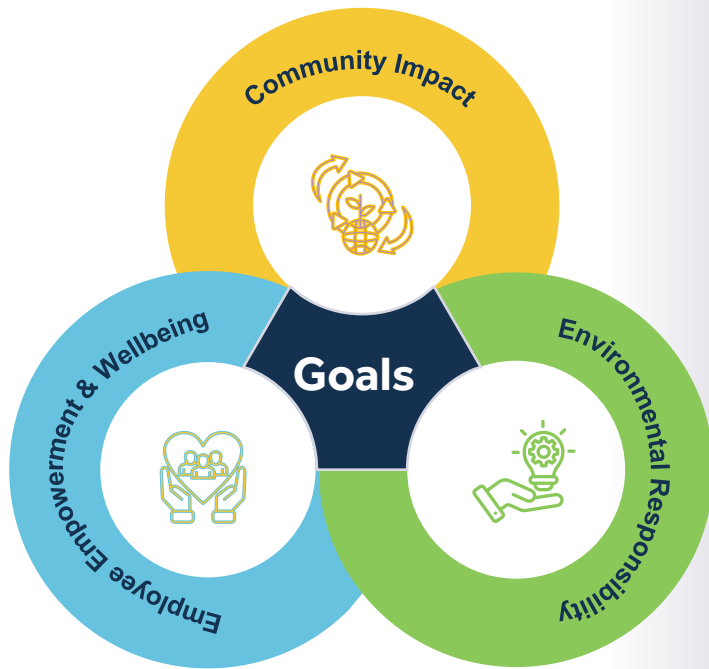 Community Impact
Goals
Employee Empowerment & Wellbeing
Environmental Responsibility